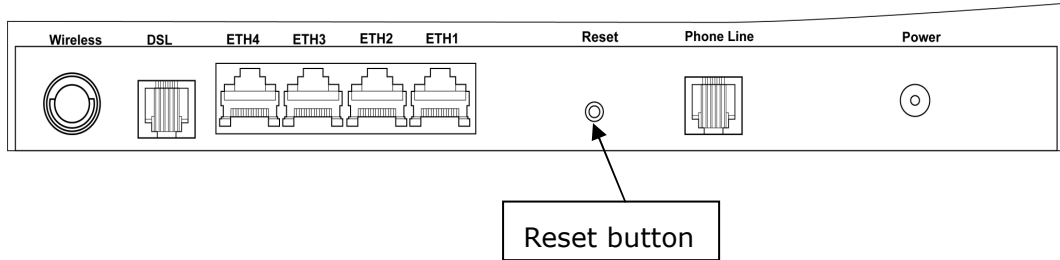 Wireless DSL ETH4 ETH3 ETH2 ETH1 Reset Phone Line Power
Reset button